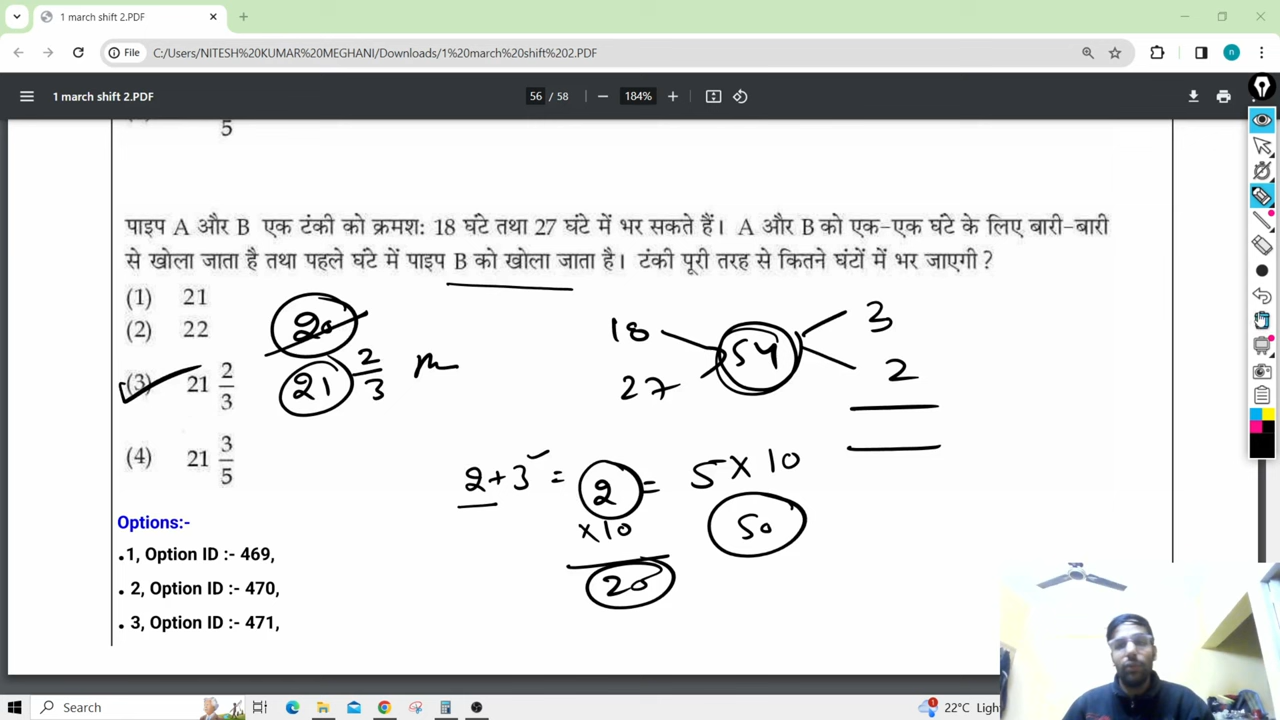 1 march shift 2.PDF
File C:/Users/NITESH%20KUMAR%20MEGHANI/Downloads/1%20march%20shift%202.PDF
n
1 march shift 2.PDF 56 / 58 184%
5
पाइप A और B एक टंकी को क्रमश: 18 घंटे तथा 27 घंटे में भर सकते हैं। A और B को एक-एक घंटे के लिए बारी-बारी
से खोला जाता है तथा पहले घंटे में पाइप B को खोला जाता है। टंकी पूरी तरह से कितने घंटों में भर जाएगी ?
(1) 21
(2) 22
(3) 21 2/3
(4) 21 3/5
20
21 2/3
18
27
54
3
2
2+3 = 2 = 5 × 10
×10
50
20
Options:-
.1, Option ID :- 469,
. 2, Option ID :- 470,
. 3, Option ID :- 471,
Search
1
22°C Ligh